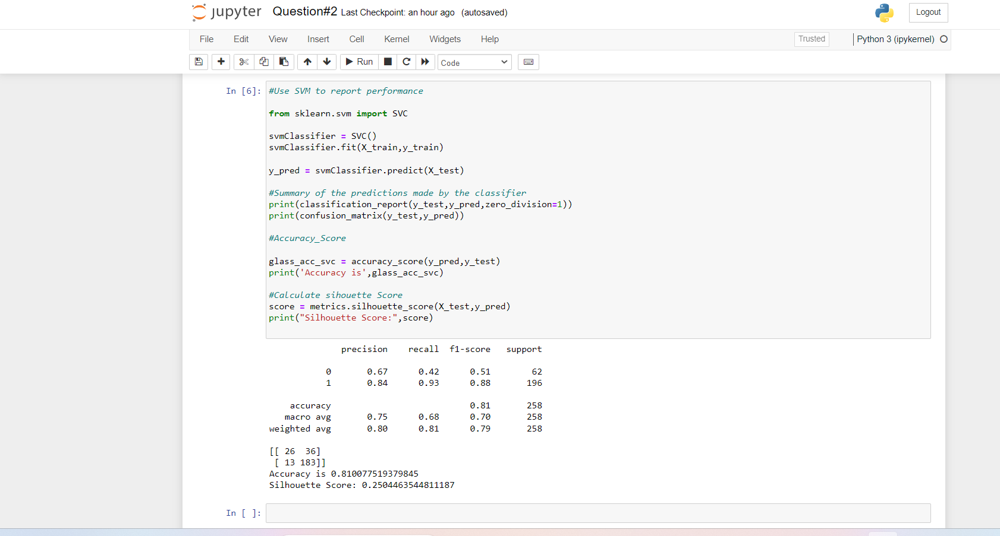 jupyter Question#2 Last Checkpoint: an hour ago (autosaved)
Logout
File Edit View Insert Cell Kernel Widgets Help
Trusted
Python 3 (ipykernel)
Run
Code
In [6]:
#Use SVM to report performance
from sklearn.svm import SVC
svmClassifier = SVC()
svmClassifier.fit(X_train,y_train)
y_pred = svmClassifier.predict(X_test)
#Summary of the predictions made by the classifier
print(classification_report(y_test,y_pred,zero_division=1))
print(confusion_matrix(y_test,y_pred))
#Accuracy_Score
glass_acc_svc = accuracy_score(y_pred,y_test)
print('Accuracy is',glass_acc_svc)
#Calculate sihouette Score
score = metrics.silhouette_score(X_test,y_pred)
print("Silhouette Score:",score)
precision recall f1-score support
0 0.67 0.42 0.51 62
1 0.84 0.93 0.88 196
accuracy 0.81 258
macro avg 0.75 0.68 0.70 258
weighted avg 0.80 0.81 0.79 258
[[ 26 36]
[ 13 183]]
Accuracy is 0.810077519379845
Silhouette Score: 0.2504463544811187
In [ ]: